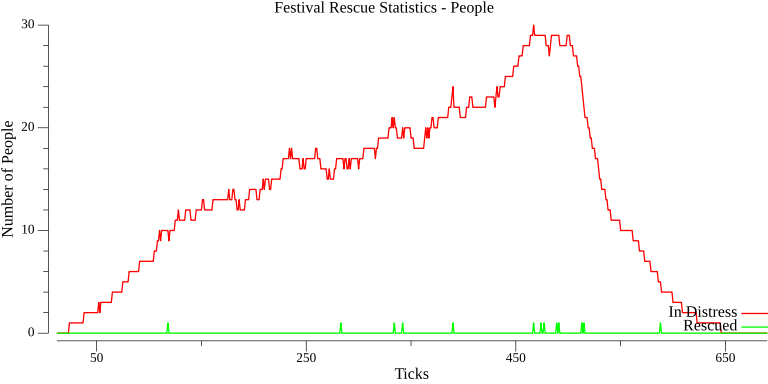 Festival Rescue Statistics - People
Number of People
30
20
10
0
In Distress
Rescued
50
250
450
650
Ticks